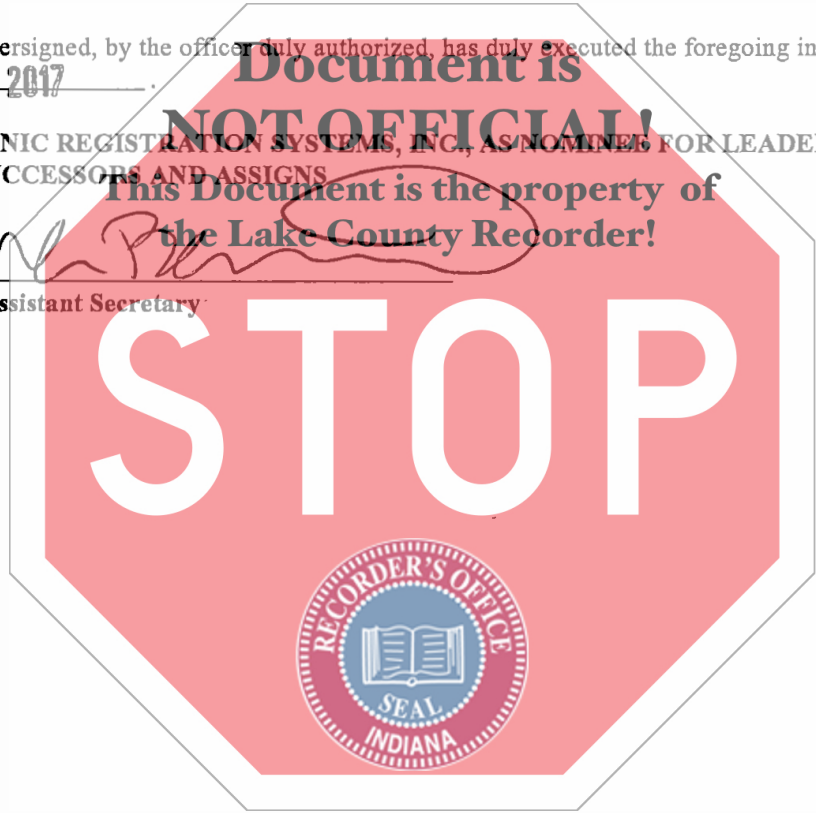 ersigned, by the officer duly authorized, has duly executed the foregoing in
2017
Document is
NOT OFFICIAL!
NIC REGISTRATION SYSTEMS, INC., AS NOMINEE FOR LEADE
CCESSORS AND ASSIGNS
This Document is the property of
the Lake County Recorder!
ssistant Secretary
STOP
RECORDER'S OFFICE
SEAL
INDIANA